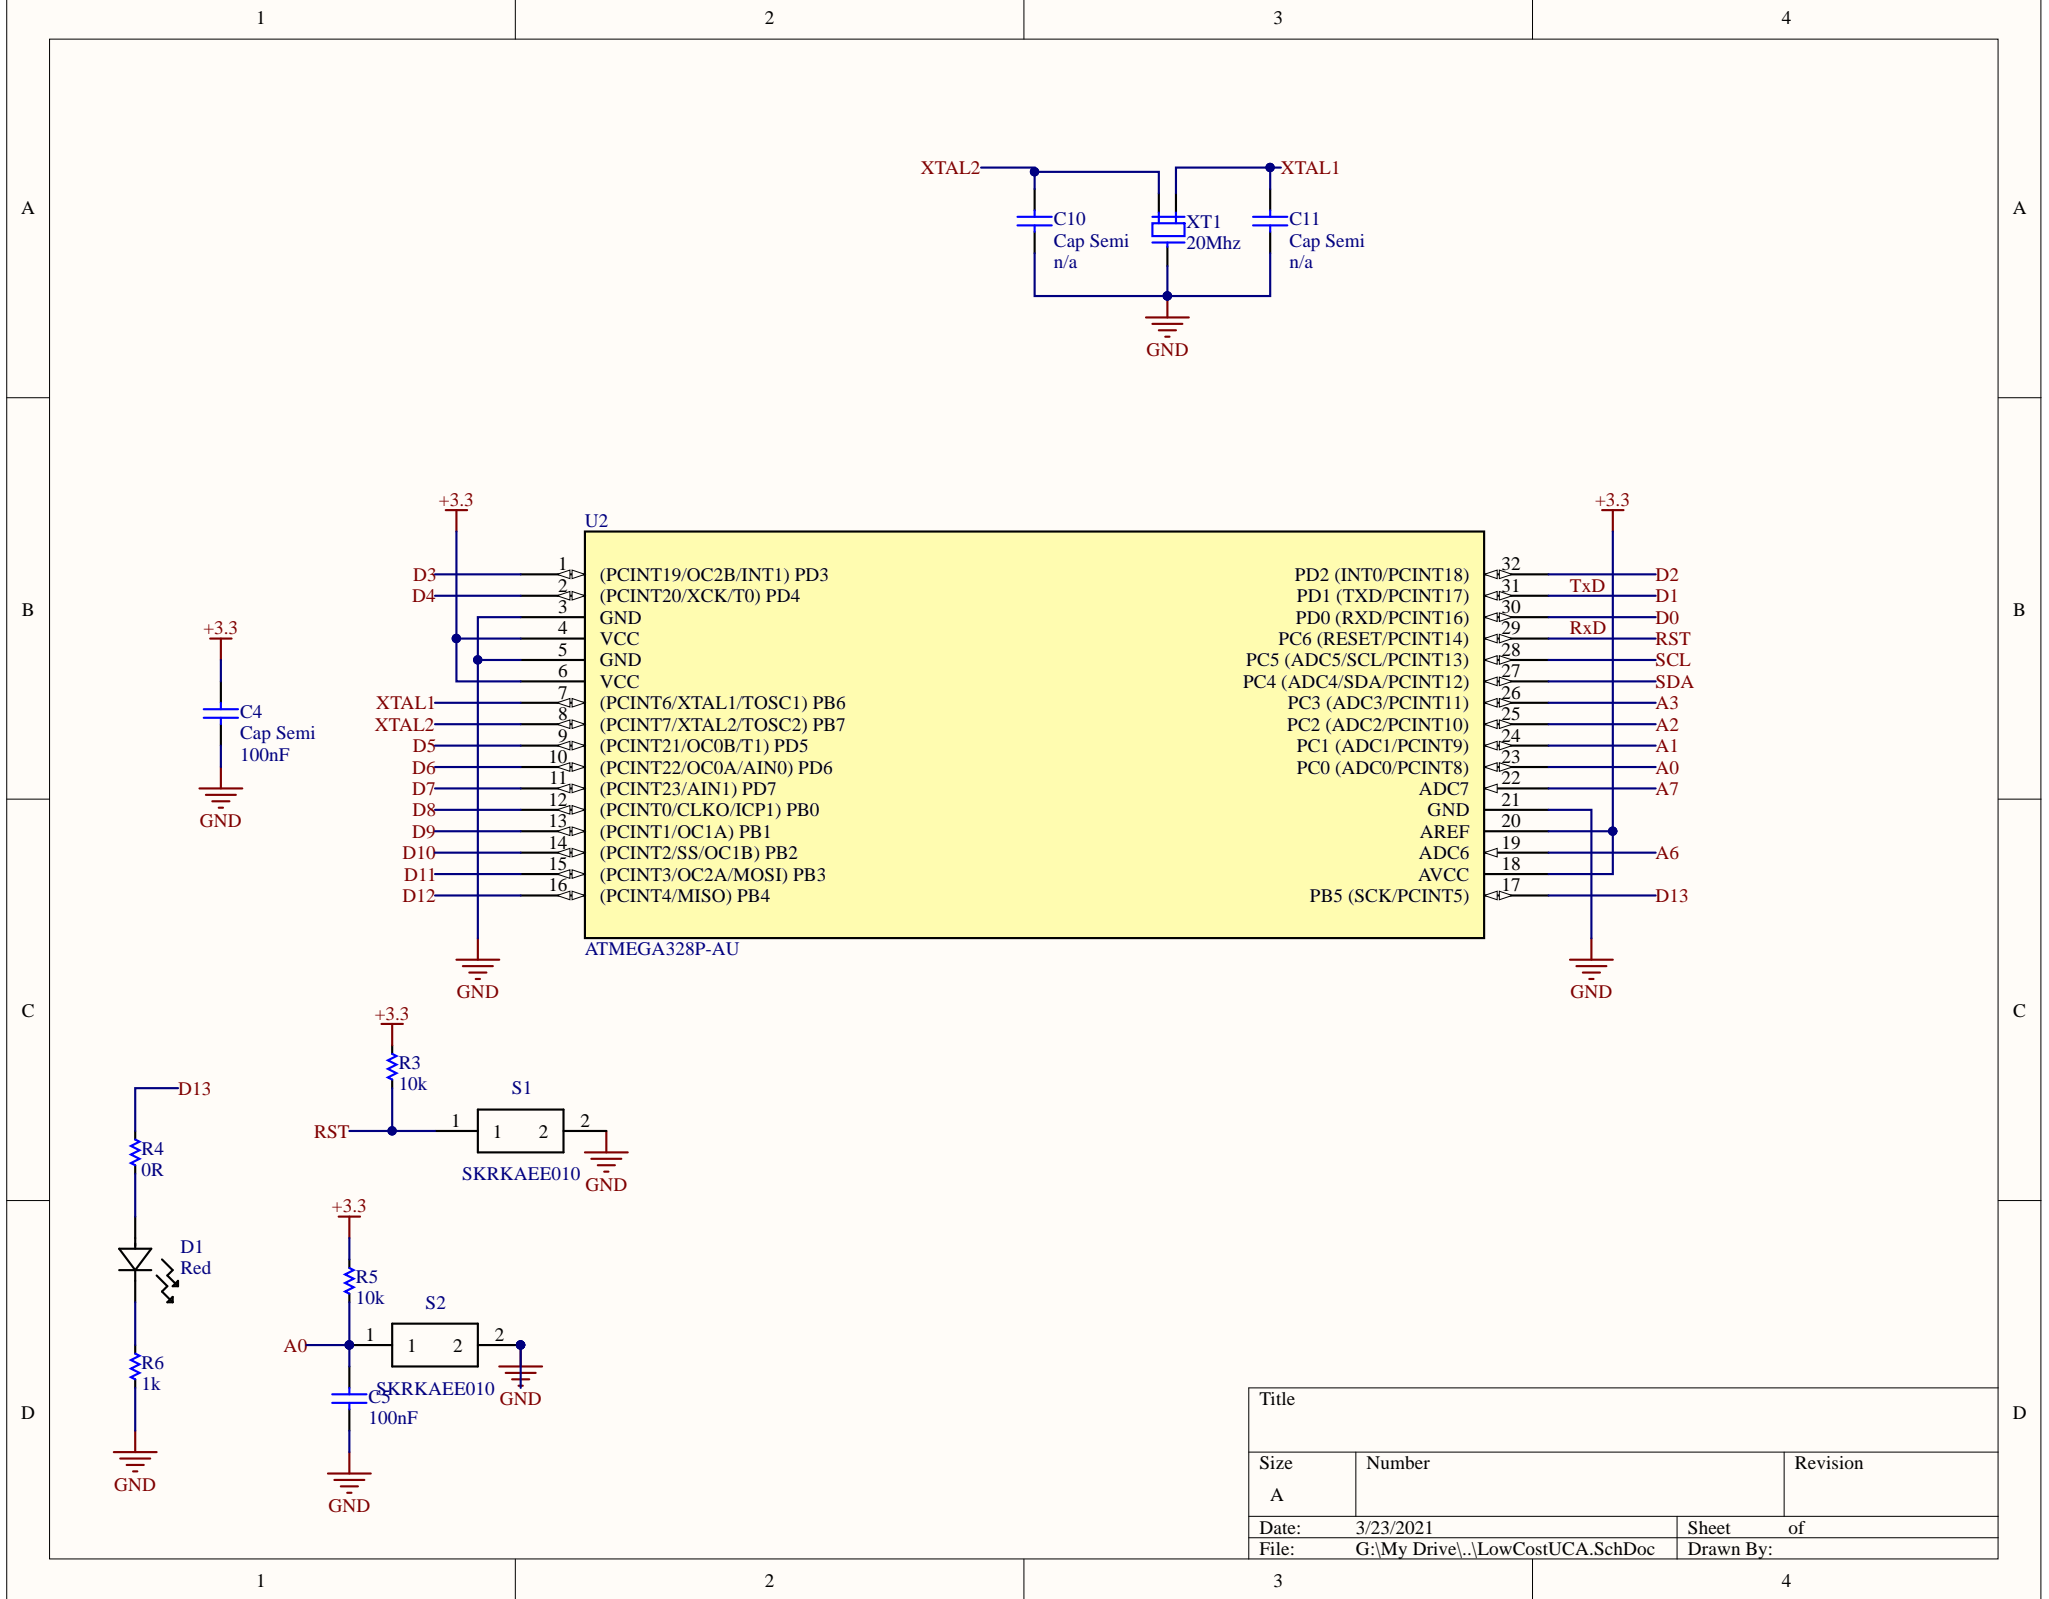 1 2 3 4
A A
B B
C C
D D
1 2 3 4
XTAL2 XTAL1
C10
Cap Semi
n/a
XT1
20Mhz
C11
Cap Semi
n/a
GND
+3.3
+3.3
U2
D3 1 (PCINT19/OC2B/INT1) PD3
D4 2 (PCINT20/XCK/T0) PD4
3 GND
4 VCC
5 GND
6 VCC
XTAL1 7 (PCINT6/XTAL1/TOSC1) PB6
XTAL2 8 (PCINT7/XTAL2/TOSC2) PB7
D5 9 (PCINT21/OC0B/T1) PD5
D6 10 (PCINT22/OC0A/AIN0) PD6
D7 11 (PCINT23/AIN1) PD7
D8 12 (PCINT0/CLKO/ICP1) PB0
D9 13 (PCINT1/OC1A) PB1
D10 14 (PCINT2/SS/OC1B) PB2
D11 15 (PCINT3/OC2A/MOSI) PB3
D12 16 (PCINT4/MISO) PB4
PD2 (INT0/PCINT18) 32 D2
PD1 (TXD/PCINT17) 31 TxD D1
PD0 (RXD/PCINT16) 30 D0
PC6 (RESET/PCINT14) 29 RxD RST
PC5 (ADC5/SCL/PCINT13) 28 SCL
PC4 (ADC4/SDA/PCINT12) 27 SDA
PC3 (ADC3/PCINT11) 26 A3
PC2 (ADC2/PCINT10) 25 A2
PC1 (ADC1/PCINT9) 24 A1
PC0 (ADC0/PCINT8) 23 A0
ADC7 22 A7
GND 21
AREF 20
ADC6 19 A6
AVCC 18
PB5 (SCK/PCINT5) 17 D13
ATMEGA328P-AU
GND
GND
+3.3
C4
Cap Semi
100nF
GND
+3.3
R3
10k
S1
RST 1 1 2 2
SKRKAEE010
GND
D13
R4
0R
D1
Red
R6
1k
GND
+3.3
R5
10k
S2
A0 1 1 2 2
SKRKAEE010
GND
C5
100nF
GND
Title
Size Number Revision
A
Date: 3/23/2021 Sheet of
File: G:\My Drive\..\LowCostUCA.SchDoc Drawn By: